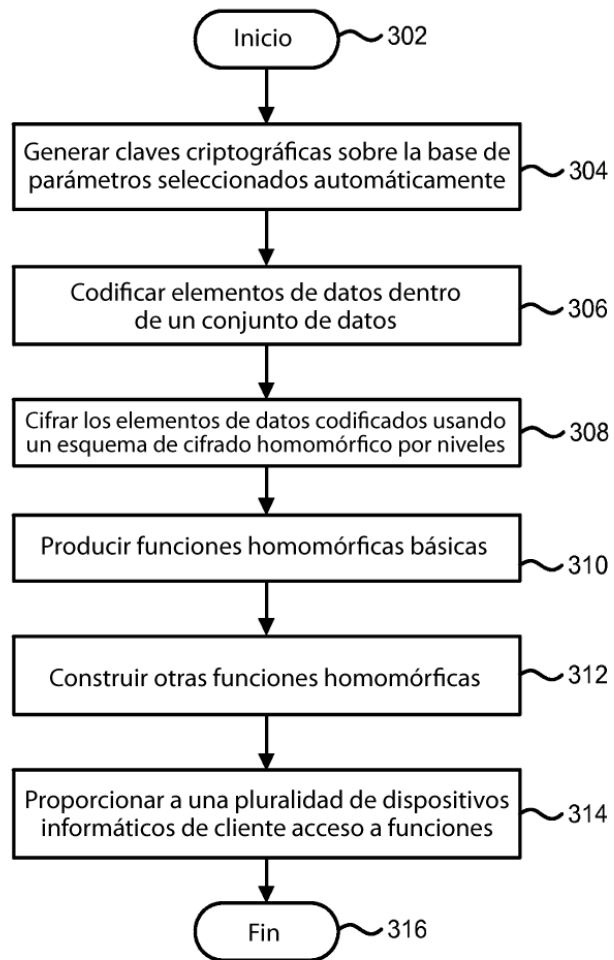 Inicio
302
Generar claves criptográficas sobre la base de
parámetros seleccionados automáticamente
304
Codificar elementos de datos dentro
de un conjunto de datos
306
Cifrar los elementos de datos codificados usando
un esquema de cifrado homomórfico por niveles
308
Producir funciones homomórficas básicas
310
Construir otras funciones homomórficas
312
Proporcionar a una pluralidad de dispositivos
informáticos de cliente acceso a funciones
314
Fin
316